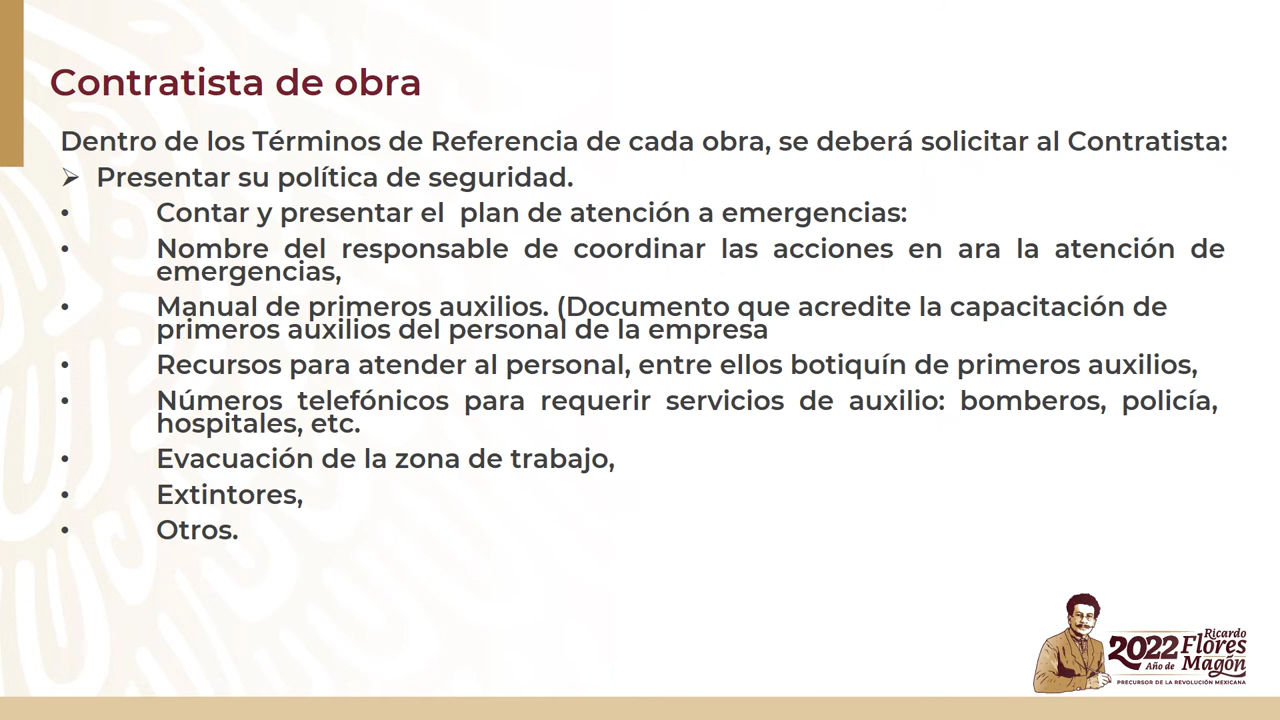 Contratista de obra
Dentro de los Términos de Referencia de cada obra, se deberá solicitar al Contratista:
➢ Presentar su política de seguridad.
• Contar y presentar el  plan de atención a emergencias:
• Nombre del responsable de coordinar las acciones en ara la atención de
emergencias,
• Manual de primeros auxilios. (Documento que acredite la capacitación de
primeros auxilios del personal de la empresa
• Recursos para atender al personal, entre ellos botiquín de primeros auxilios,
• Números telefónicos para requerir servicios de auxilio: bomberos, policía,
hospitales, etc.
• Evacuación de la zona de trabajo,
• Extintores,
• Otros.
2022
Año de
Ricardo
Flores
Magón
PRECURSOR DE LA REVOLUCIÓN MEXICANA